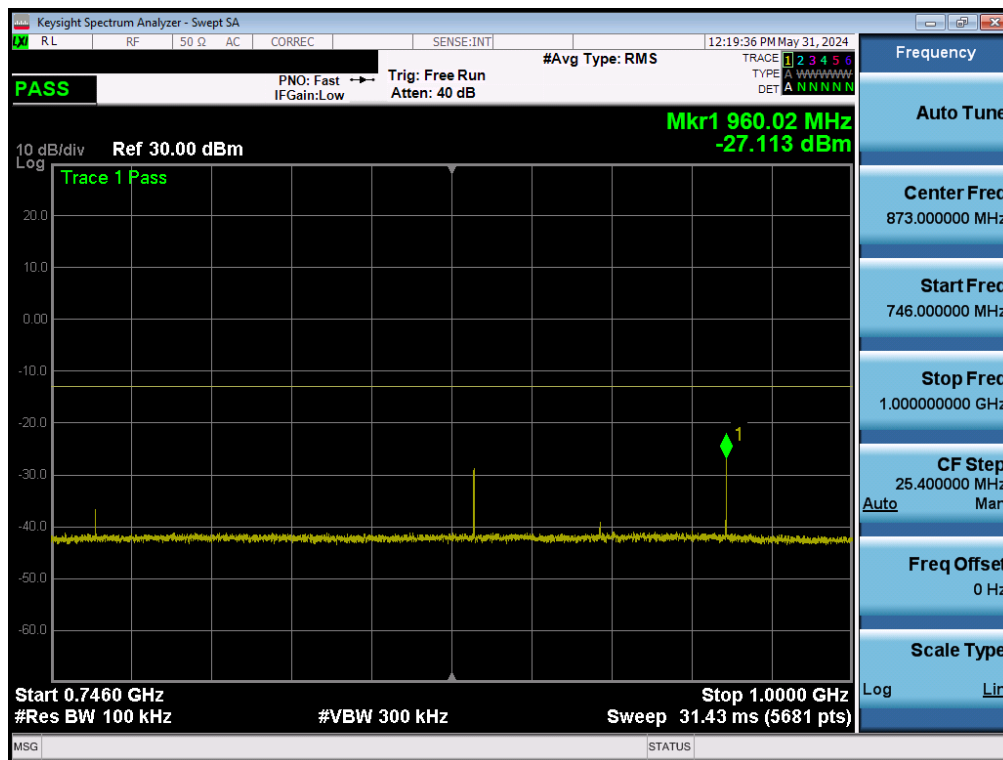 Keysight Spectrum Analyzer - Swept SA
LXI RL RF 50 Ω AC CORREC SENSE:INT 12:19:36 PM May 31, 2024
Frequency
#Avg Type: RMS
TRACE 1 2 3 4 5 6
TYPE A WWWWW
DET A N N N N N
PASS
PNO: Fast
IFGain:Low
Trig: Free Run
Atten: 40 dB
Mkr1 960.02 MHz
-27.113 dBm
10 dB/div
Log
Ref 30.00 dBm
Trace 1 Pass
20.0
10.0
0.00
-10.0
-20.0
-30.0
-40.0
-50.0
-60.0
1
Start 0.7460 GHz
Stop 1.0000 GHz
#Res BW 100 kHz
#VBW 300 kHz
Sweep 31.43 ms (5681 pts)
MSG
STATUS
Auto Tune
Center Freq
873.000000 MHz
Start Freq
746.000000 MHz
Stop Freq
1.000000000 GHz
CF Step
25.400000 MHz
Auto Man
Freq Offset
0 Hz
Scale Type
Log Lin